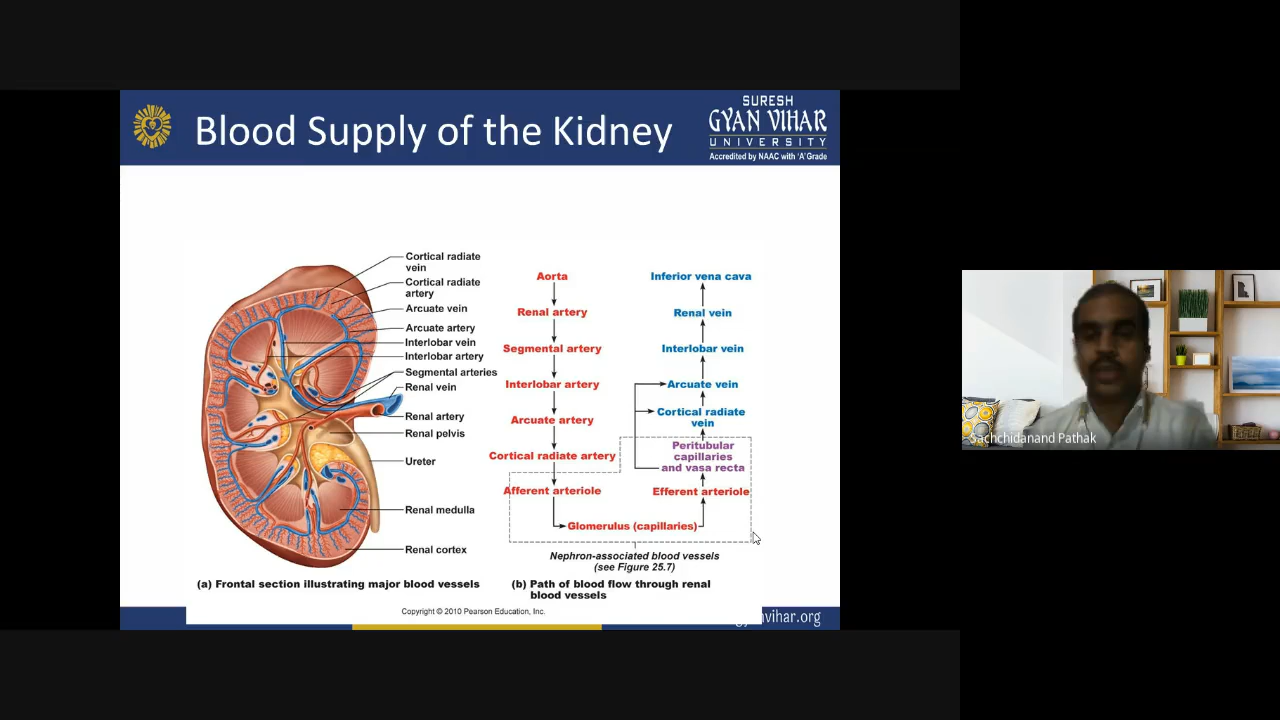 Blood Supply of the Kidney
SURESH
GYAN VIHAR
UNIVERSITY
Accredited by NAAC with 'A' Grade
Cortical radiate
vein
Cortical radiate
artery
Arcuate vein
Arcuate artery
Interlobar vein
Interlobar artery
Segmental arteries
Renal vein
Renal artery
Renal pelvis
Ureter
Renal medulla
Renal cortex
(a) Frontal section illustrating major blood vessels
Aorta
Renal artery
Segmental artery
Interlobar artery
Arcuate artery
Cortical radiate artery
Afferent arteriole
Glomerulus (capillaries)
Inferior vena cava
Renal vein
Interlobar vein
Arcuate vein
Cortical radiate
vein
Peritubular
capillaries
and vasa recta
Efferent arteriole
Nephron-associated blood vessels
(see Figure 25.7)
(b) Path of blood flow through renal
blood vessels
Copyright © 2010 Pearson Education, Inc.
Sachchidanand Pathak